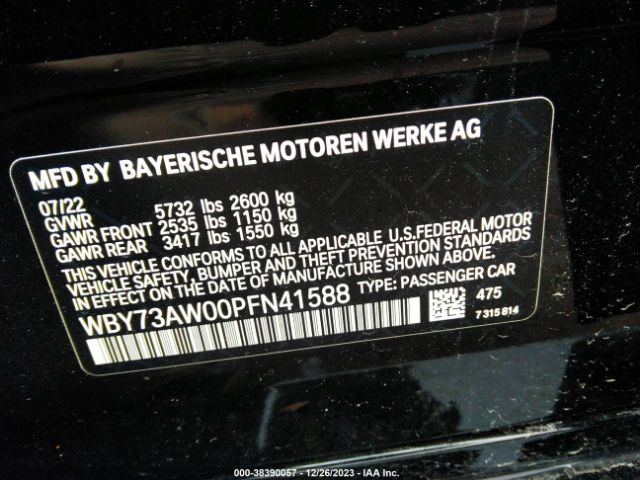 MFD BY BAYERISCHE MOTOREN WERKE AG
07/22
GVWR 5732 lbs 2600 kg
GAWR FRONT 2535 lbs 1150 kg
GAWR REAR 3417 lbs 1550 kg
THIS VEHICLE CONFORMS TO ALL APPLICABLE U.S.FEDERAL MOTOR
VEHICLE SAFETY, BUMPER AND THEFT PREVENTION STANDARDS
IN EFFECT ON THE DATE OF MANUFACTURE SHOWN ABOVE.
WBY73AW00PFN41588 TYPE: PASSENGER CAR
475
7315814
000-38390057 - 12/26/2023 - IAA Inc.